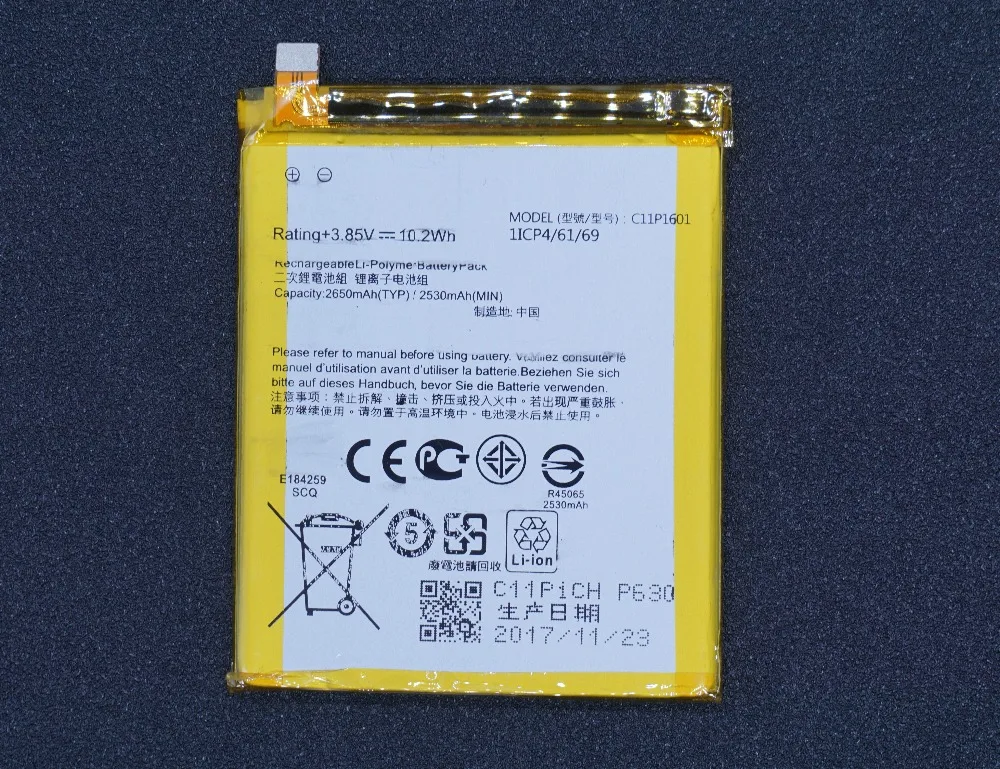 ⊕ ⊖
MODEL (型號/型号) : C11P1601
Rating+3.85V ⎓ 10.2Wh
1ICP4/61/69
RechargeableLi-Polyme·BatteryPack
二次鋰電池組 锂离子电池组
Capacity:2650mAh(TYP) / 2530mAh(MIN)
制造地: 中国
Please refer to manual before using battery. Veuillez consulter le
manuel d'utilisation avant d'utiliser la batterie.Beziehen Sie sich
bitte auf dieses Handbuch, bevor Sie die Batterie verwenden.
注意事项：禁止拆解、撞击、挤压或投入火中。若出现严重鼓胀，
请勿继续使用。请勿置于高温环境中。电池浸水后禁止使用。
CE PCT
E184259
SCQ
R45065
2530mAh
5
Li-ion
廢電池請回收
C11PiCH P630
生产日期
2017/11/23